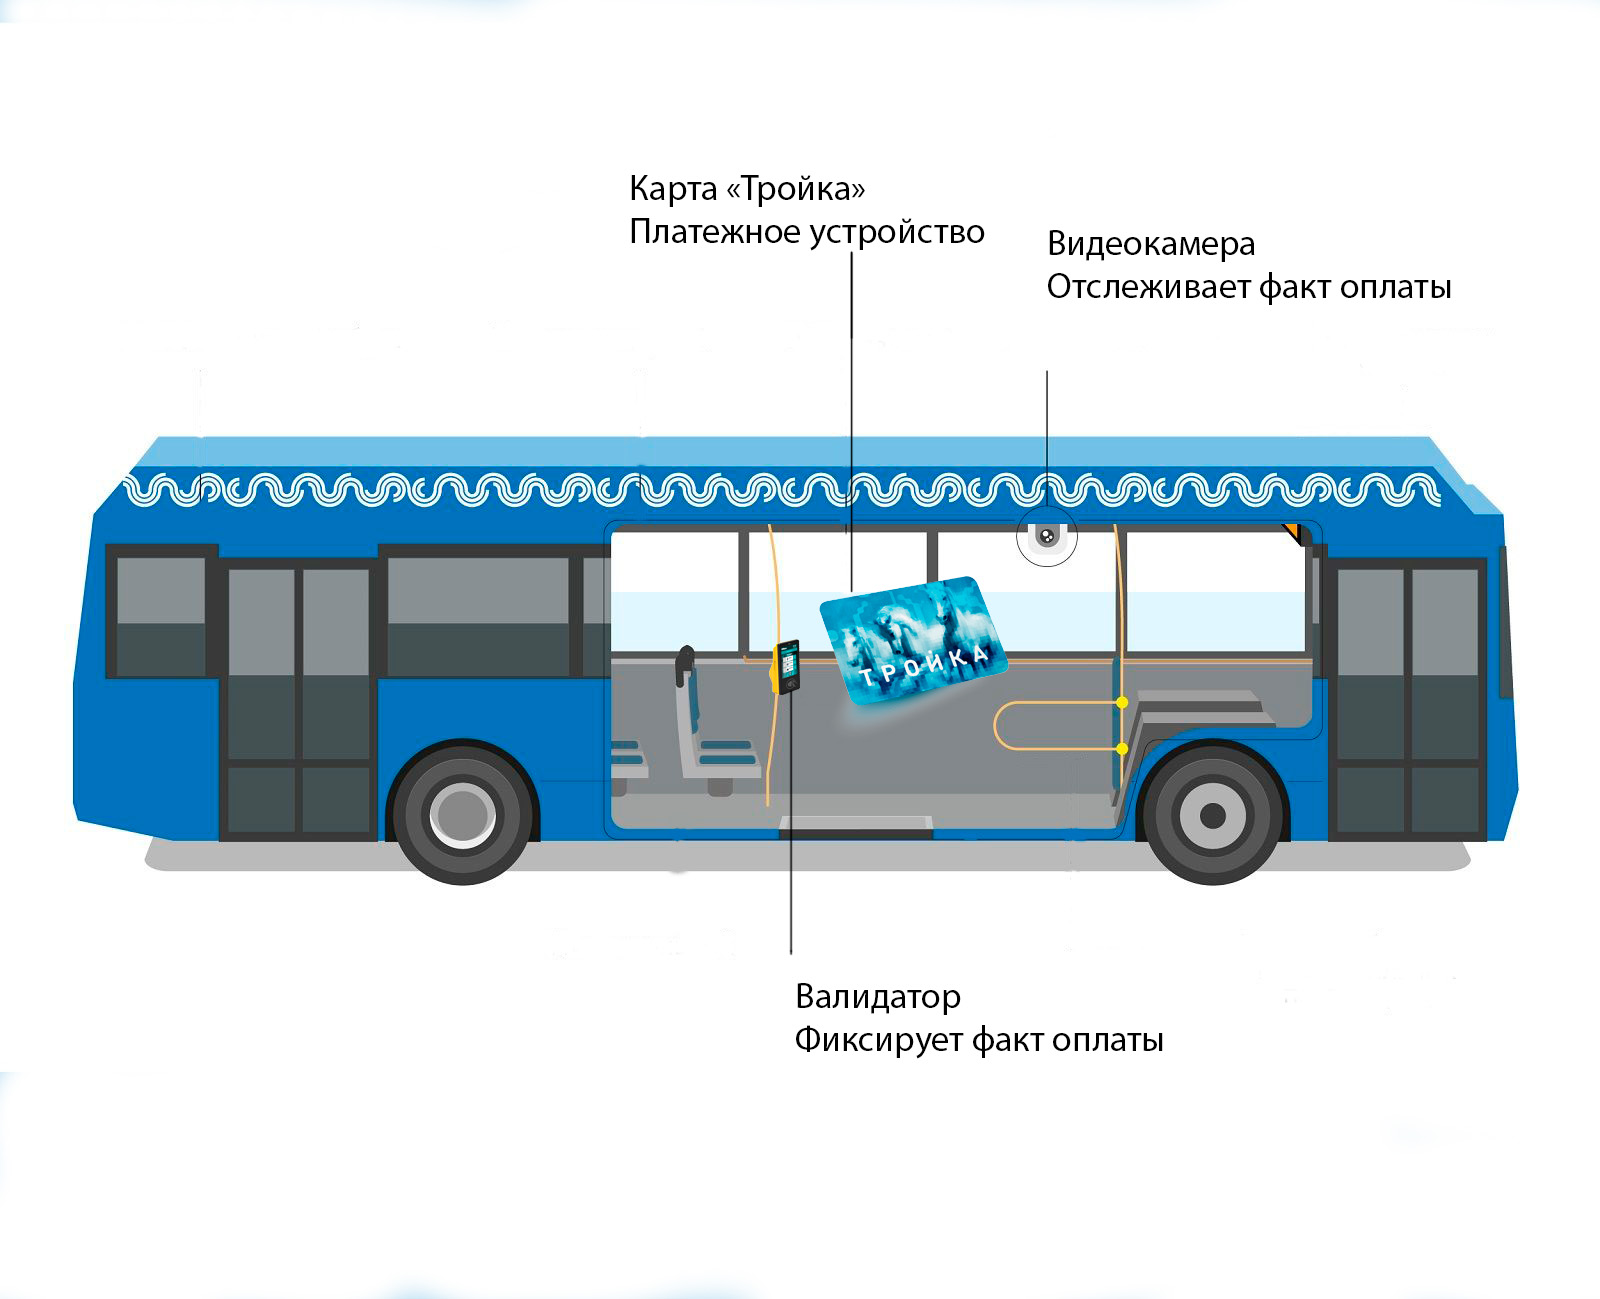 Карта «Тройка»
Платежное устройство
Видеокамера
Отслеживает факт оплаты
ТРОЙКА
Валидатор
Фиксирует факт оплаты